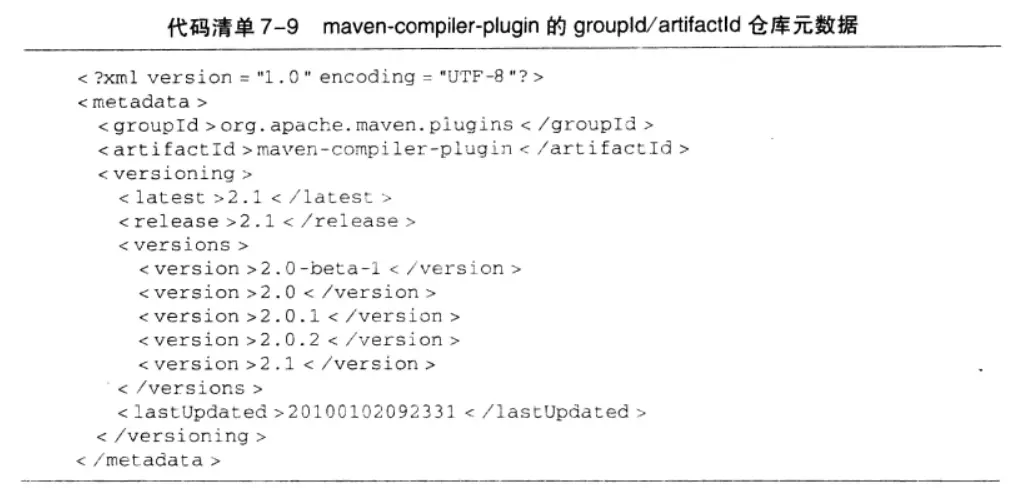 代码清单7-9 maven-compiler-plugin 的 groupId/artifactId 仓库元数据
<?xml version = "1.0" encoding = "UTF-8"?>
<metadata>
<groupId>org.apache.maven.plugins</groupId>
<artifactId>maven-compiler-plugin</artifactId>
<versioning>
<latest>2.1</latest>
<release>2.1</release>
<versions>
<version>2.0-beta-1</version>
<version>2.0</version>
<version>2.0.1</version>
<version>2.0.2</version>
<version>2.1</version>
</versions>
<lastUpdated>20100102092331</lastUpdated>
</versioning>
</metadata>